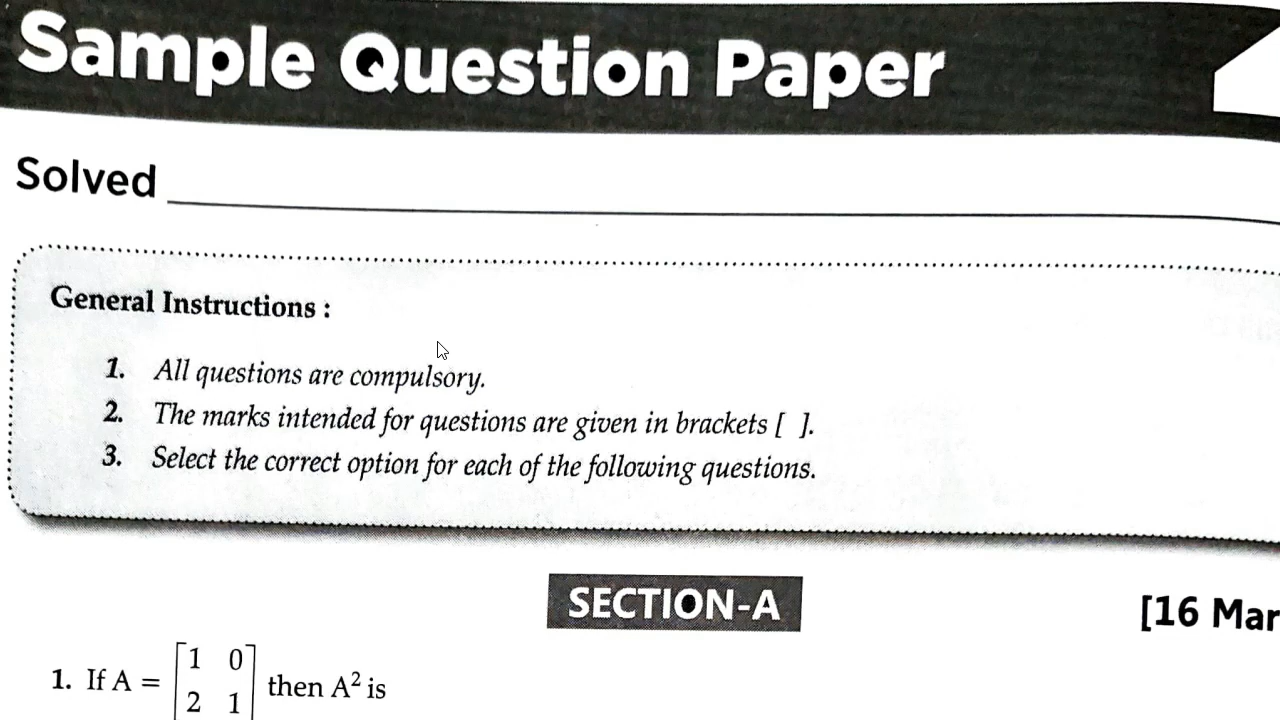 Sample Question Paper
Solved
General Instructions :
1. All questions are compulsory.
2. The marks intended for questions are given in brackets [ ].
3. Select the correct option for each of the following questions.
SECTION-A
[16 Mar
1. If A = [1 0
2 1] then A² is